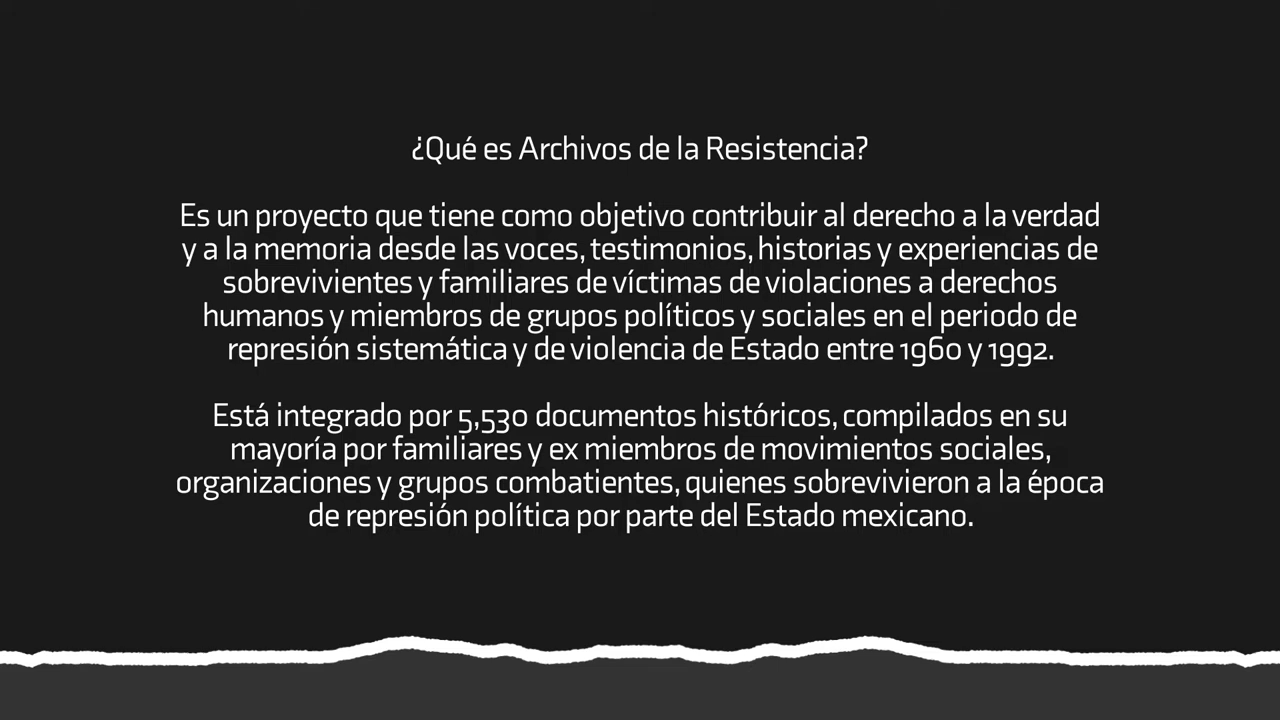 ¿Qué es Archivos de la Resistencia?
Es un proyecto que tiene como objetivo contribuir al derecho a la verdad
y a la memoria desde las voces, testimonios, historias y experiencias de
sobrevivientes y familiares de víctimas de violaciones a derechos
humanos y miembros de grupos políticos y sociales en el periodo de
represión sistemática y de violencia de Estado entre 1960 y 1992.
Está integrado por 5,530 documentos históricos, compilados en su
mayoría por familiares y ex miembros de movimientos sociales,
organizaciones y grupos combatientes, quienes sobrevivieron a la época
de represión política por parte del Estado mexicano.